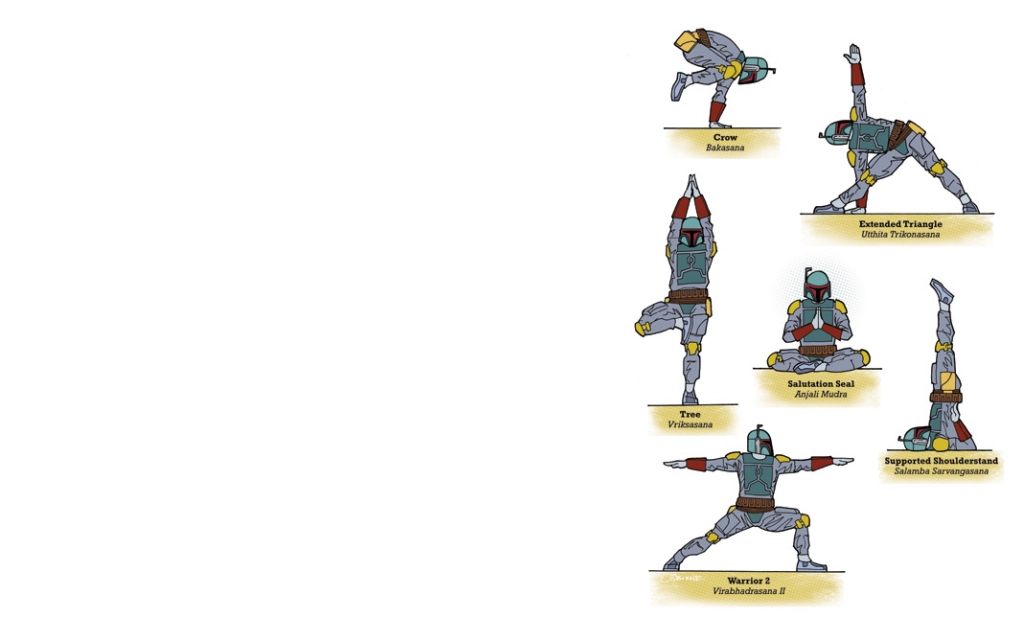 Crow
Bakasana
Extended Triangle
Utthita Trikonasana
Tree
Vriksasana
Salutation Seal
Anjali Mudra
Supported Shoulderstand
Salamba Sarvangasana
Warrior 2
Virabhadrasana II